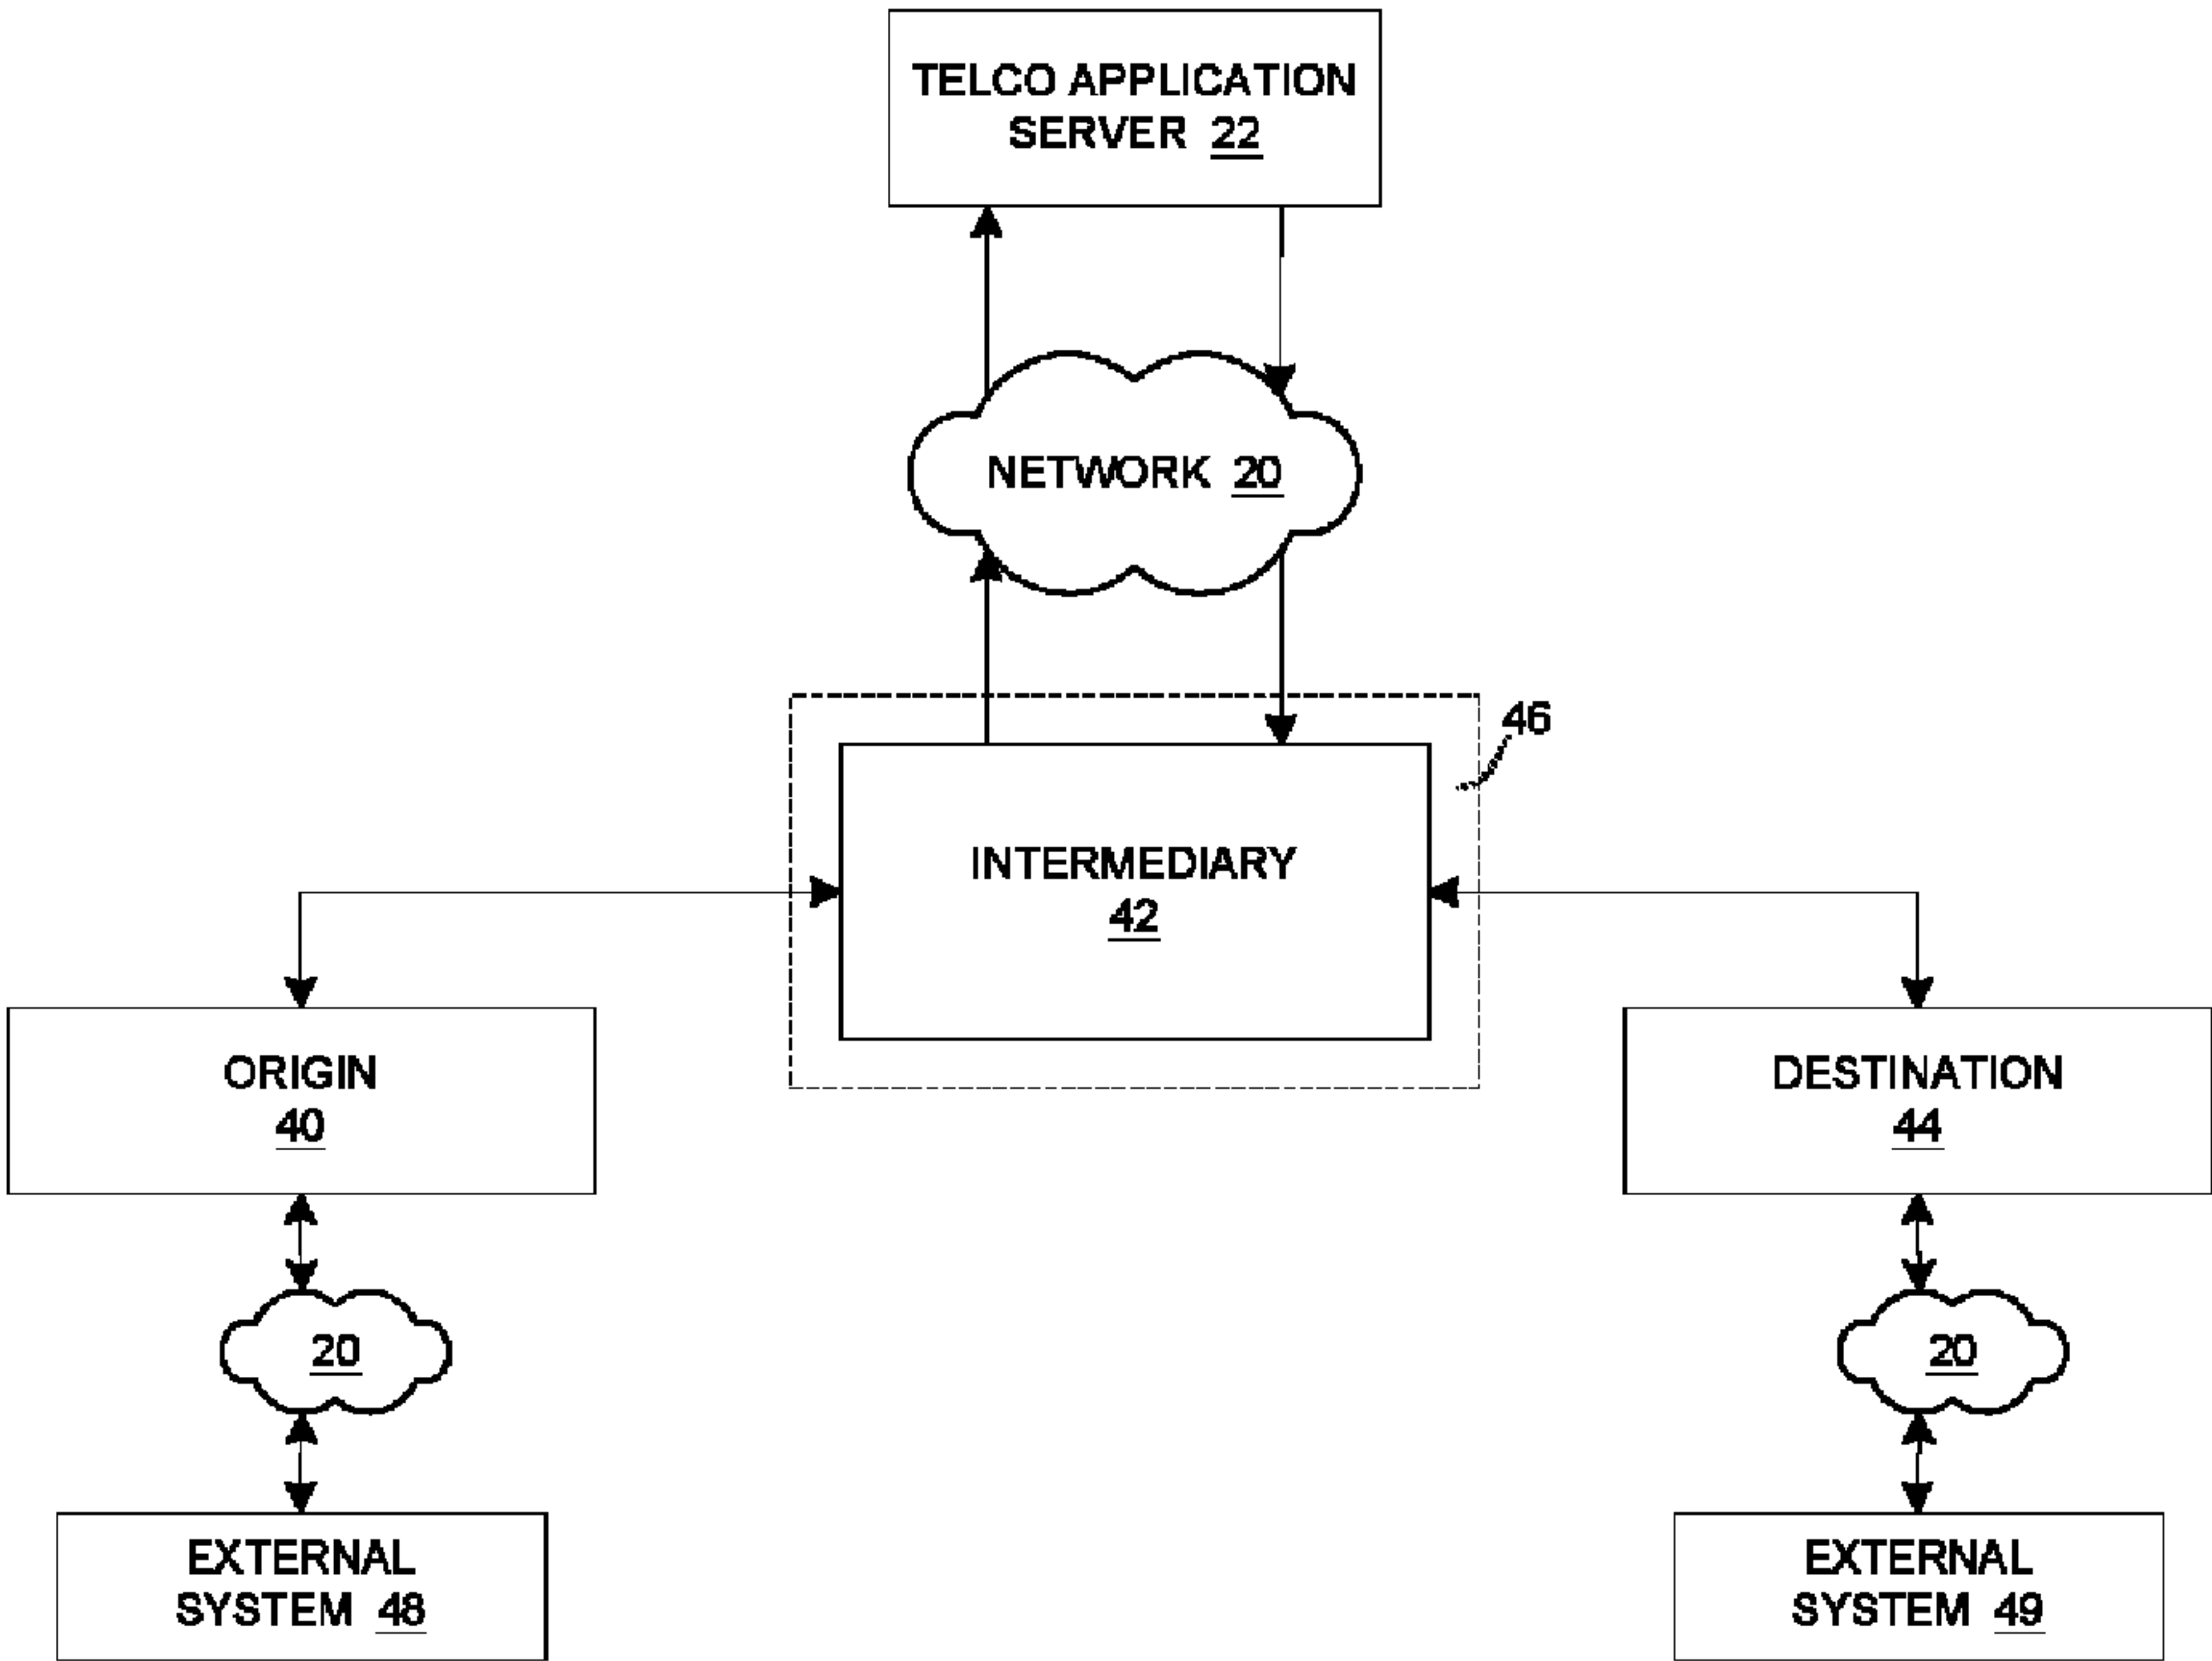 TELCO APPLICATION
SERVER 22
NETWORK 20
46
INTERMEDIARY
42
ORIGIN
40
DESTINATION
44
20
20
EXTERNAL
SYSTEM 48
EXTERNAL
SYSTEM 49